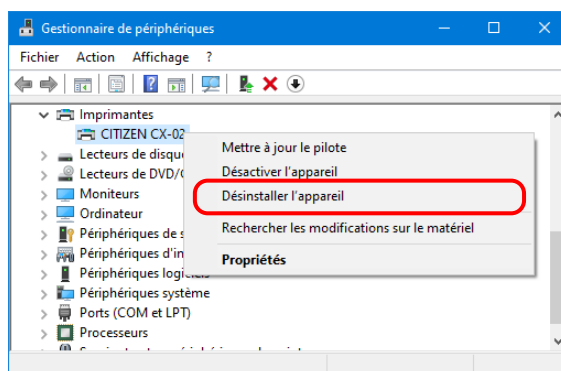 Gestionnaire de périphériques
Fichier Action Affichage ?
Imprimantes
CITIZEN CX-02
Lecteurs de disqu
Lecteurs de DVD/
Moniteurs
Ordinateur
Périphériques de s
Périphériques d'in
Périphériques logi
Périphériques système
Ports (COM et LPT)
Processeurs
Mettre à jour le pilote
Désactiver l'appareil
Désinstaller l'appareil
Rechercher les modifications sur le matériel
Propriétés